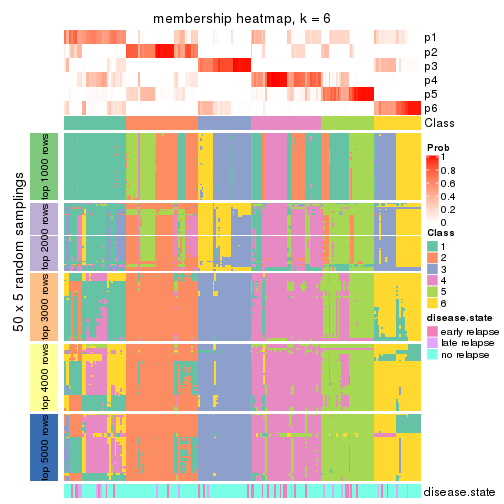 membership heatmap, k = 6
p1
p2
p3
p4
p5
p6
Class
50 x 5 random samplings
top 1000 rows
top 2000 rows
top 3000 rows
top 4000 rows
top 5000 rows
disease.state
Prob
1
0.8
0.6
0.4
0.2
0
Class
1
2
3
4
5
6
disease.state
early relapse
late relapse
no relapse